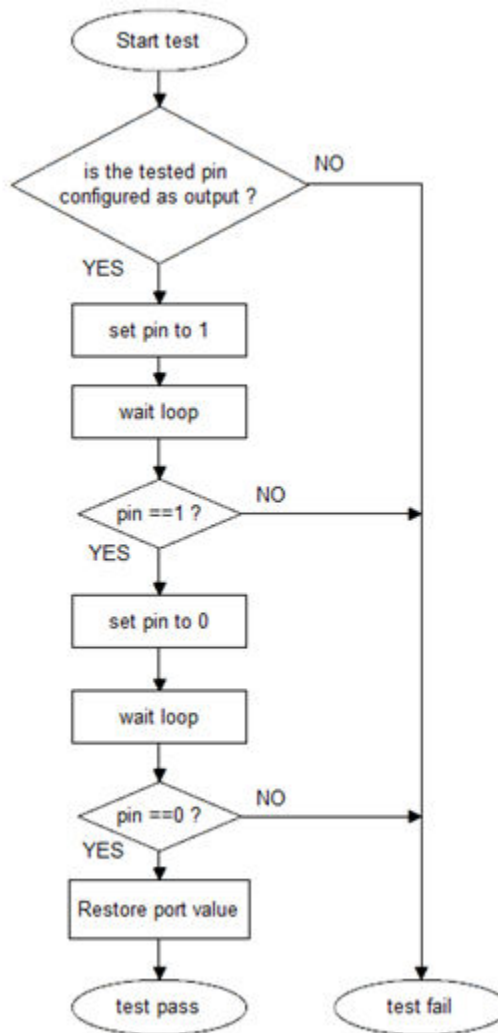 Start test
is the tested pin
configured as output ?
NO
YES
set pin to 1
wait loop
pin ==1 ?
NO
YES
set pin to 0
wait loop
pin ==0 ?
NO
YES
Restore port value
test pass
test fail